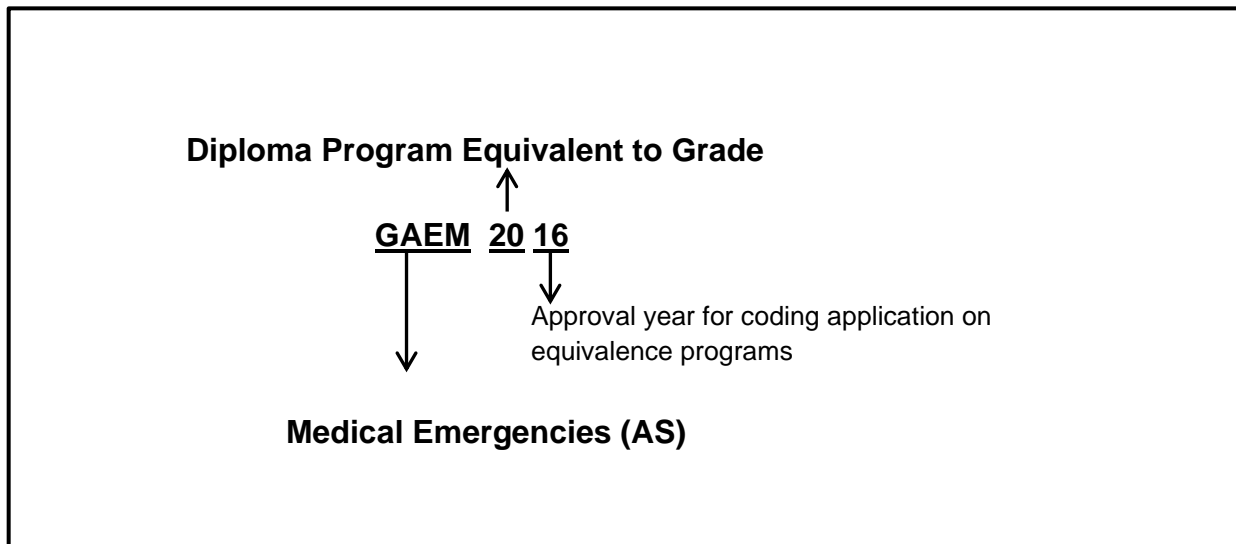 Diploma Program Equivalent to Grade
GAEM 20 16
Approval year for coding application on
equivalence programs
Medical Emergencies (AS)